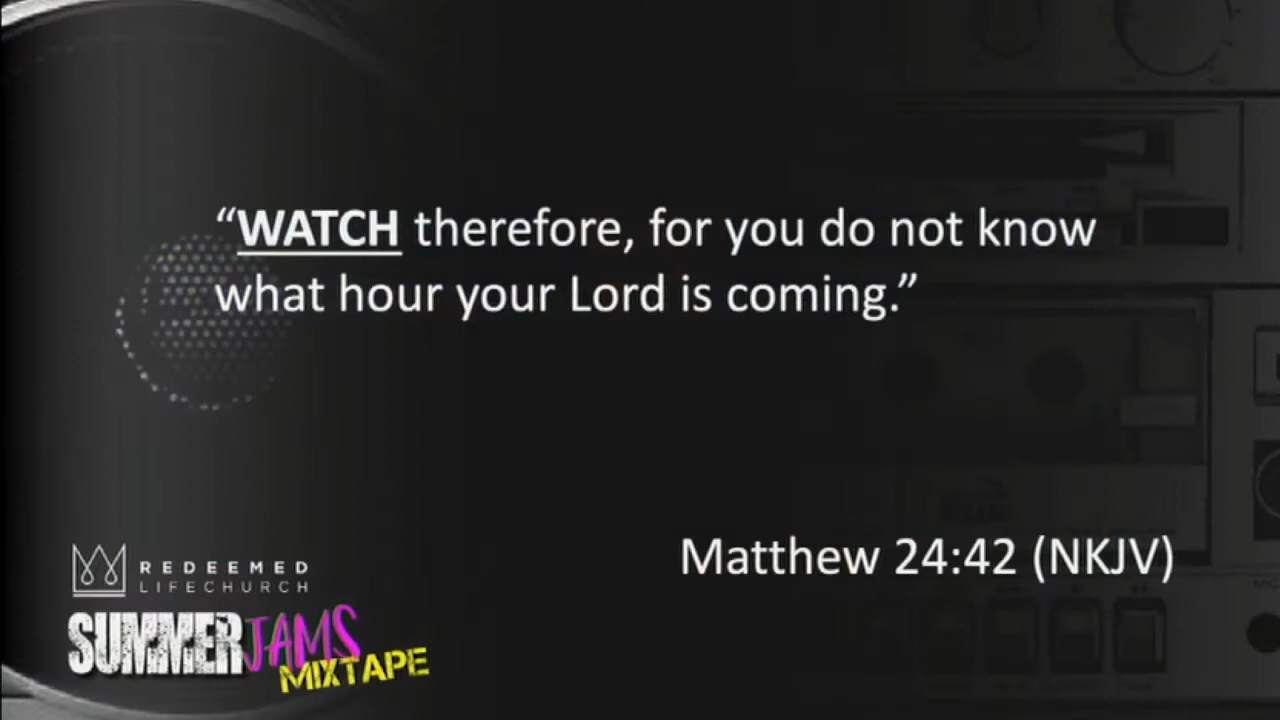 “WATCH therefore, for you do not know
what hour your Lord is coming.”
Matthew 24:42 (NKJV)
REDEEMED
LIFECHURCH
SUMMER JAMS
MIXTAPE